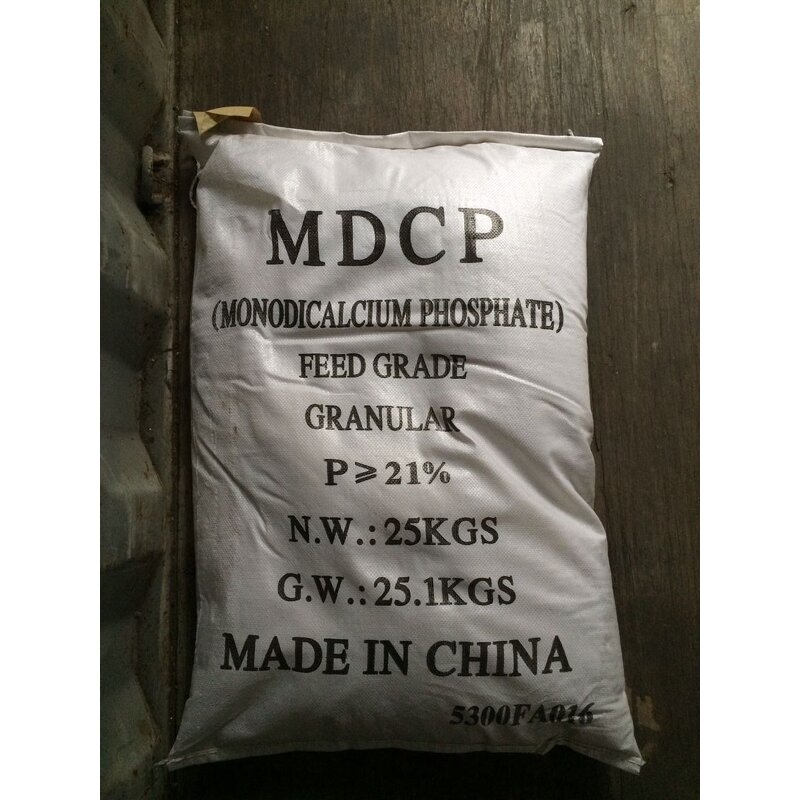 MDCP
(MONODICALCIUM PHOSPHATE)
FEED GRADE
GRANULAR
P≥21%
N.W.:25KGS
G.W.:25.1KGS
MADE IN CHINA
5300FA016